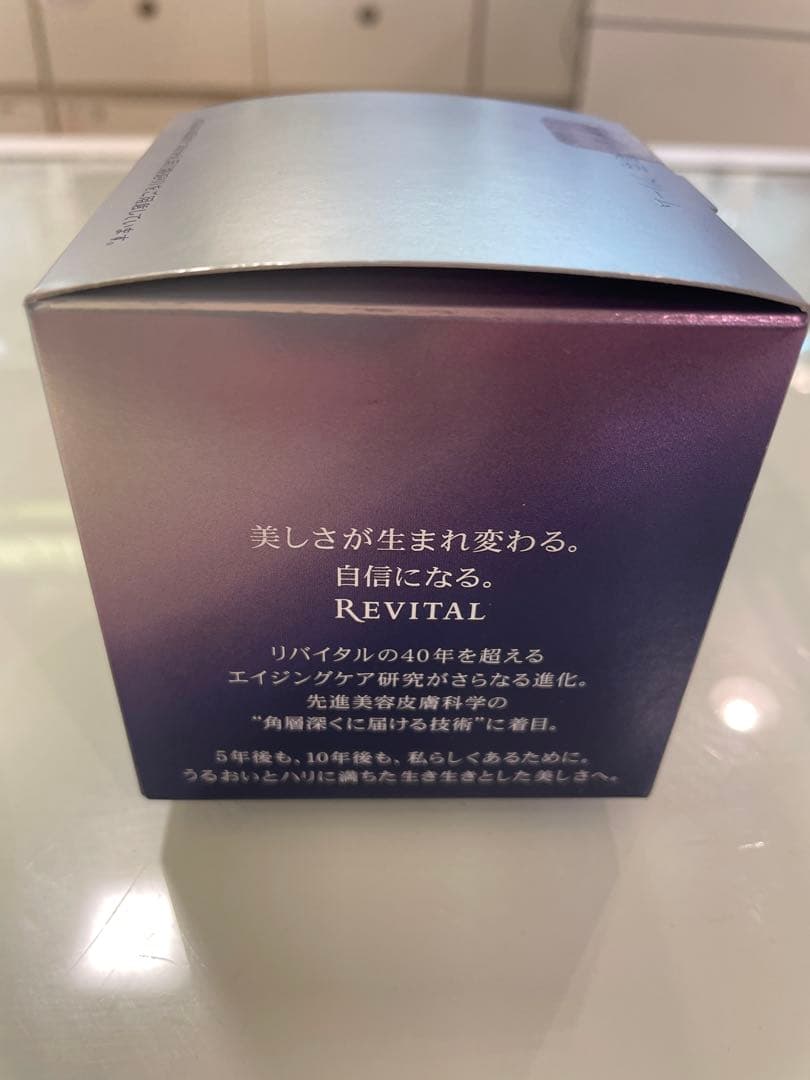 美しさが生まれ変わる。
自信になる。
REVITAL
リバイタルの40年を超える
エイジングケア研究がさらなる進化。
先進美容皮膚科学の
“角層深くに届ける技術”に着目。
5年後も、10年後も、私らしくあるために。
うるおいとハリに満ちた生き生きとした美しさへ。